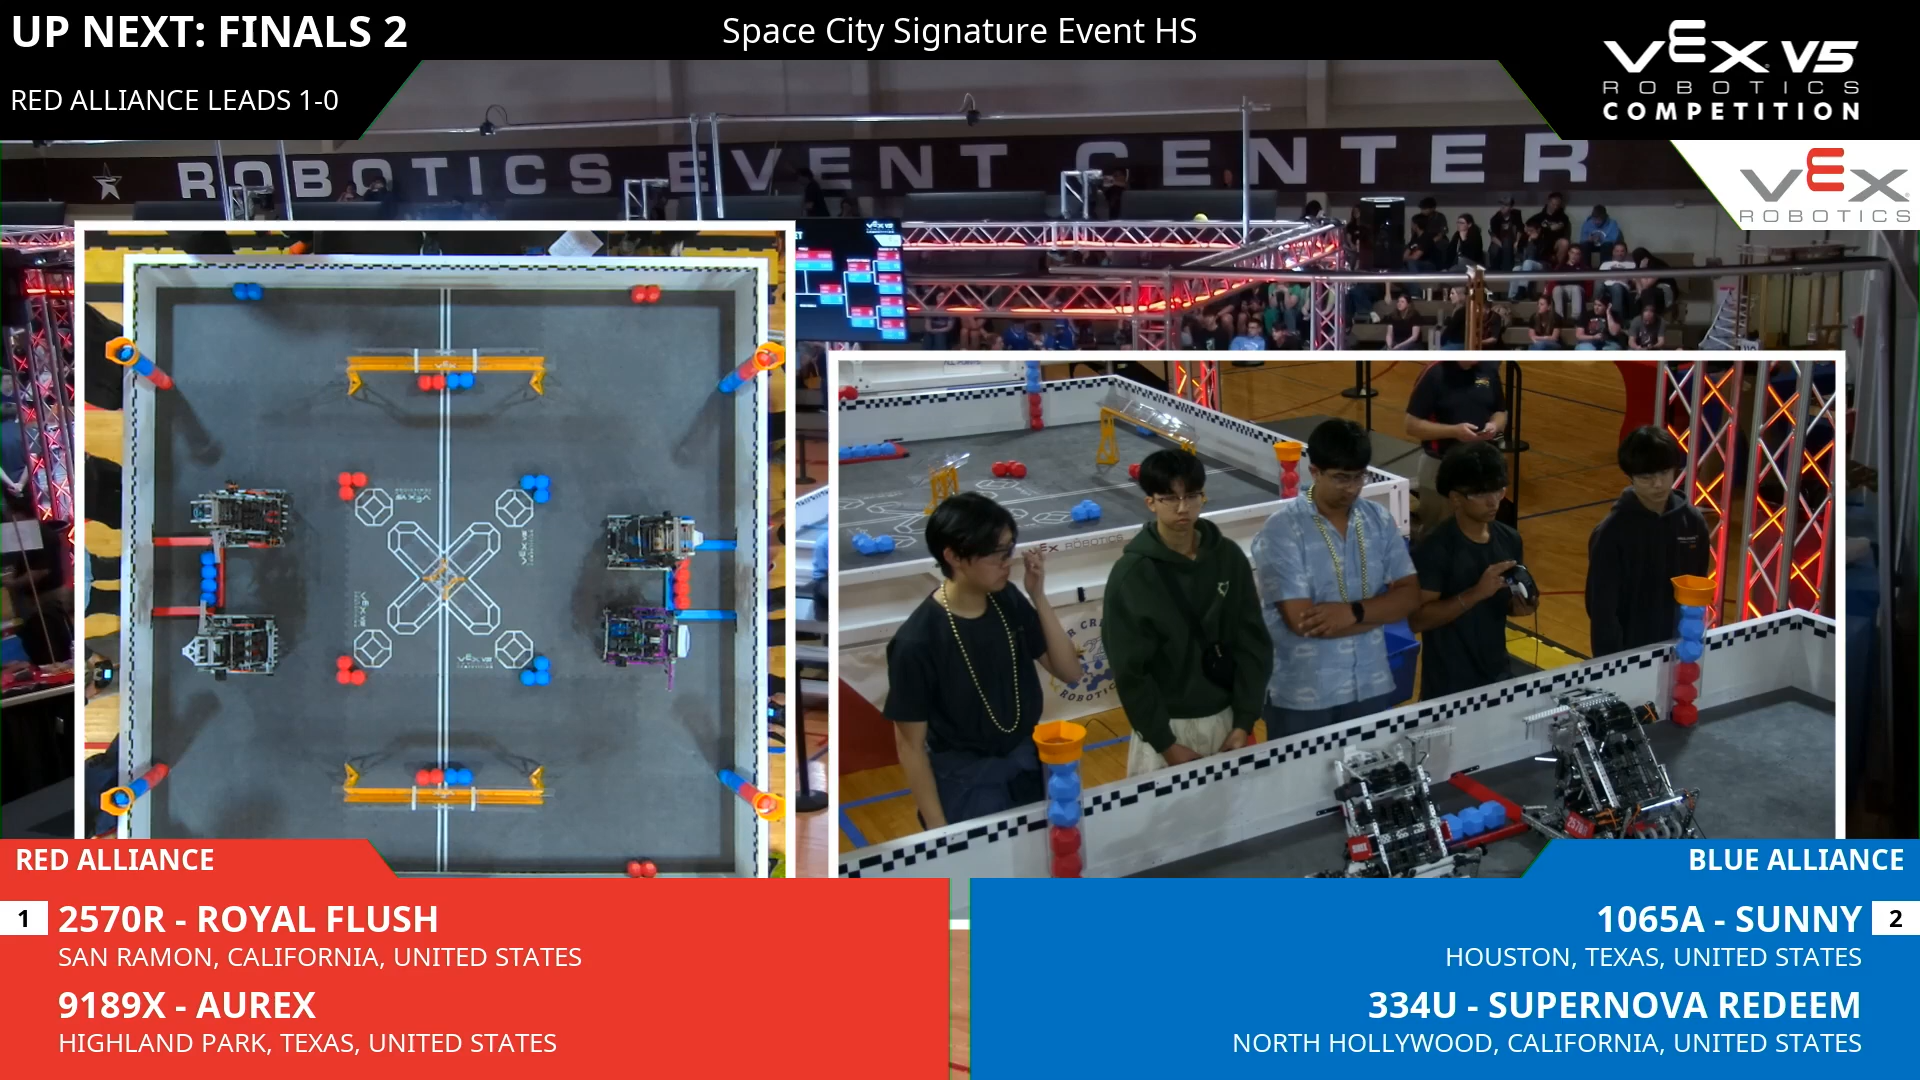 UP NEXT: FINALS 2
Space City Signature Event HS
RED ALLIANCE LEADS 1-0
VEX V5
ROBOTICS
COMPETITION
VEX
ROBOTICS
ROBOTICS EVENT CENTER
RED ALLIANCE
1 2570R - ROYAL FLUSH
SAN RAMON, CALIFORNIA, UNITED STATES
9189X - AUREX
HIGHLAND PARK, TEXAS, UNITED STATES
BLUE ALLIANCE
1065A - SUNNY 2
HOUSTON, TEXAS, UNITED STATES
334U - SUPERNOVA REDEEM
NORTH HOLLYWOOD, CALIFORNIA, UNITED STATES